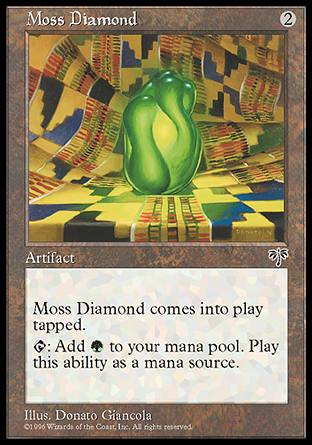 Moss Diamond 2
Artifact
Moss Diamond comes into play
tapped.
: Add to your mana pool. Play
this ability as a mana source.
Illus. Donato Giancola
©1996 Wizards of the Coast, Inc. All rights reserved.